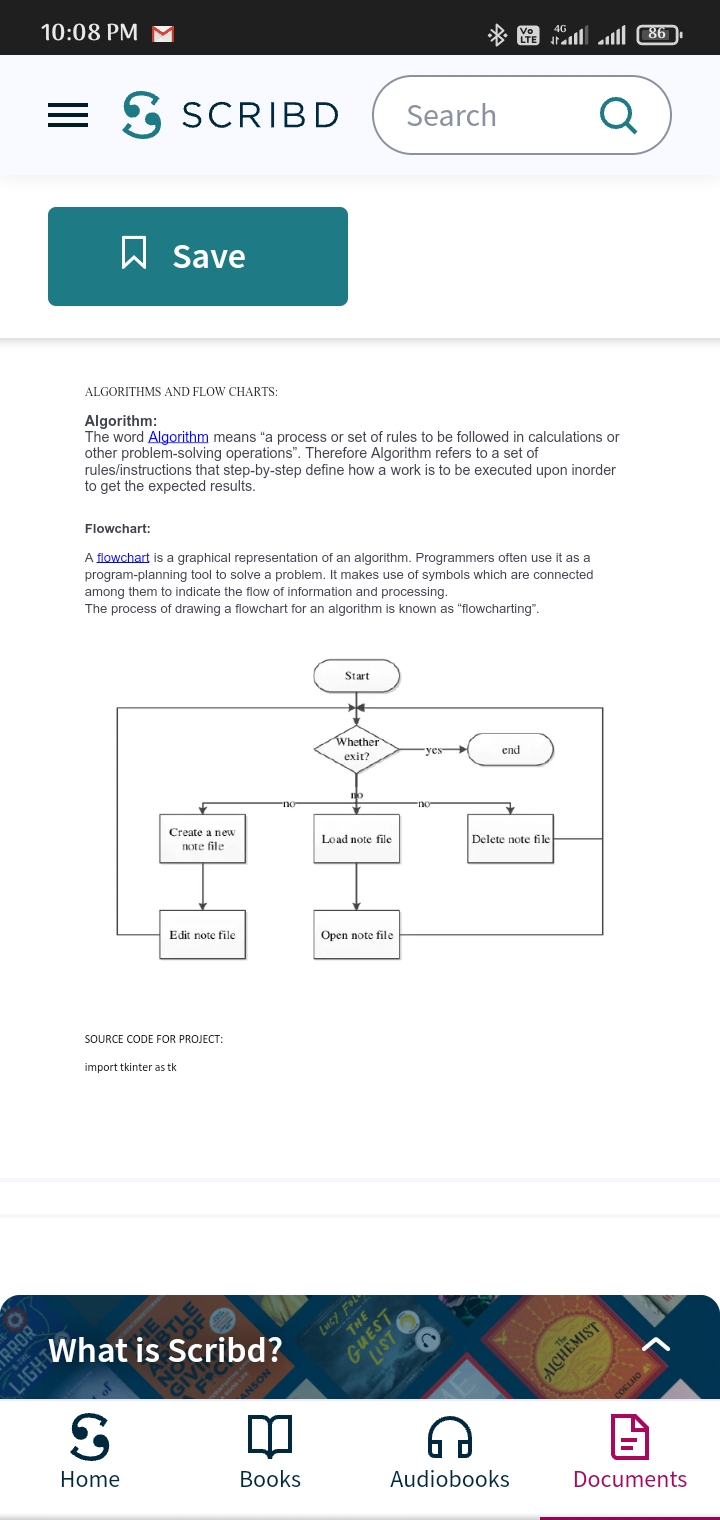 10:08 PM
Vo LTE 4G 86
SCRIBD
Search
Save
ALGORITHMS AND FLOW CHARTS:
Algorithm:
The word Algorithm means “a process or set of rules to be followed in calculations or
other problem-solving operations”. Therefore Algorithm refers to a set of
rules/instructions that step-by-step define how a work is to be executed upon inorder
to get the expected results.
Flowchart:
A flowchart is a graphical representation of an algorithm. Programmers often use it as a
program-planning tool to solve a problem. It makes use of symbols which are connected
among them to indicate the flow of information and processing.
The process of drawing a flowchart for an algorithm is known as “flowcharting”.
Start
Whether
exit?
yes
end
no
no
no
Create a new
note file
Load note file
Delete note file
Edit note file
Open note file
SOURCE CODE FOR PROJECT:
import tkinter as tk
What is Scribd?
LUCY
THE
GUEST
LIST
ALCHEMIST
COELHO
Home
Books
Audiobooks
Documents